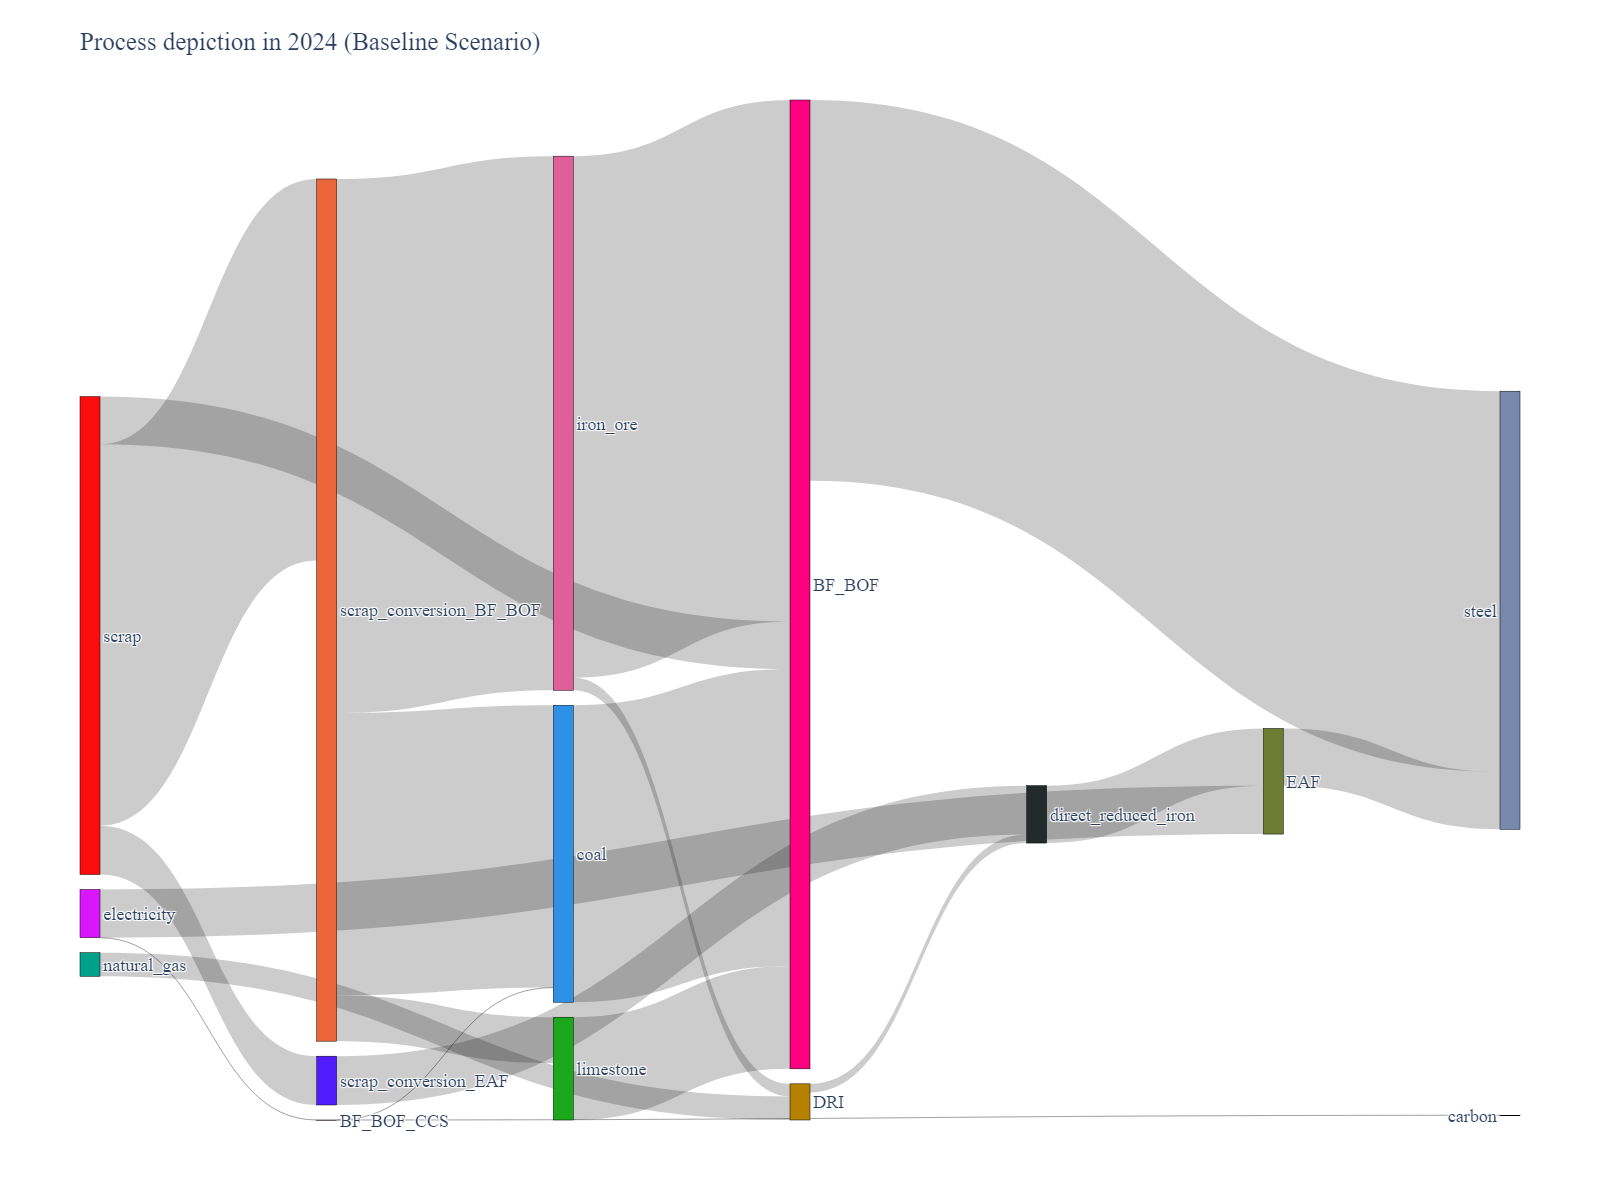 Process depiction in 2024 (Baseline Scenario)
iron_ore
BF_BOF
scrap_conversion_BF_BOF
steel
scrap
EAF
direct_reduced_iron
coal
electricity
natural_gas
limestone
scrap_conversion_EAF
DRI
carbon
BF_BOF_CCS